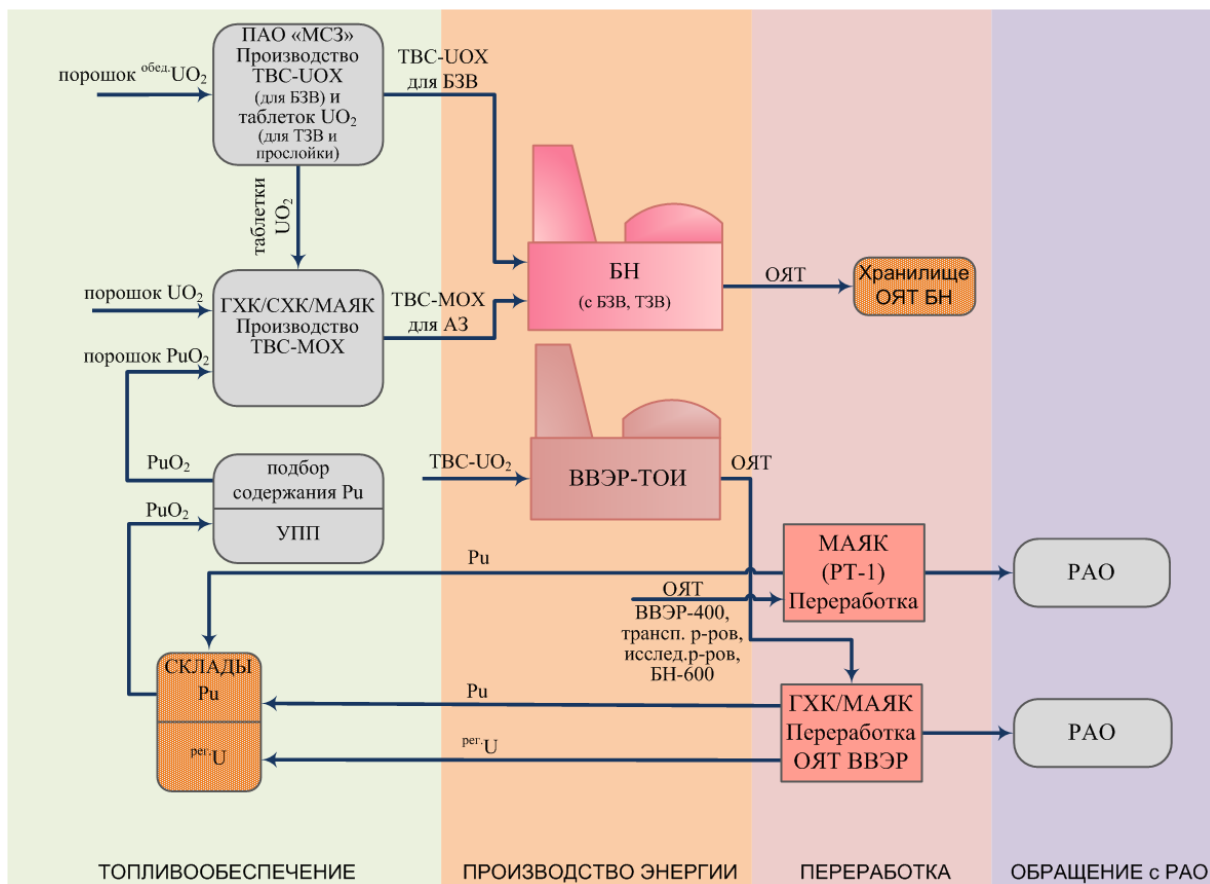 ПАО «МСЗ»
Производство
ТВС-UOX
(для БЗВ) и
таблеток UO₂
(для ТЗВ и
прослойки)
порошок ᵒᵇᵉᵈ·UO₂
ТВС-UOX
для БЗВ
таблетки
UO₂
порошок UO₂
порошок PuO₂
ГХК/СХК/МАЯК
Производство
ТВС-МОХ
ТВС-МОХ
для АЗ
БН
(с БЗВ, ТЗВ)
ОЯТ
Хранилище
ОЯТ БН
PuO₂
подбор
содержания Pu
УПП
PuO₂
ТВС-UO₂
ВВЭР-ТОИ
ОЯТ
Pu
МАЯК
(РТ-1)
Переработка
РАО
ОЯТ
ВВЭР-400,
трансп. р-ров,
исслед.р-ров,
БН-600
СКЛАДЫ
Pu
рег.U
Pu
рег.U
ГХК/МАЯК
Переработка
ОЯТ ВВЭР
РАО
ТОПЛИВООБЕСПЕЧЕНИЕ
ПРОИЗВОДСТВО ЭНЕРГИИ
ПЕРЕРАБОТКА
ОБРАЩЕНИЕ с РАО